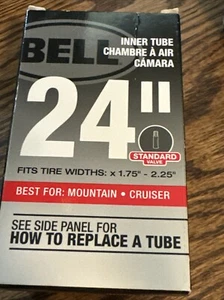 BELL
INNER TUBE
CHAMBRE À AIR
CÁMARA
24"
STANDARD
VALVE
FITS TIRE WIDTHS: x 1.75" - 2.25"
BEST FOR: MOUNTAIN • CRUISER
SEE SIDE PANEL FOR
HOW TO REPLACE A TUBE